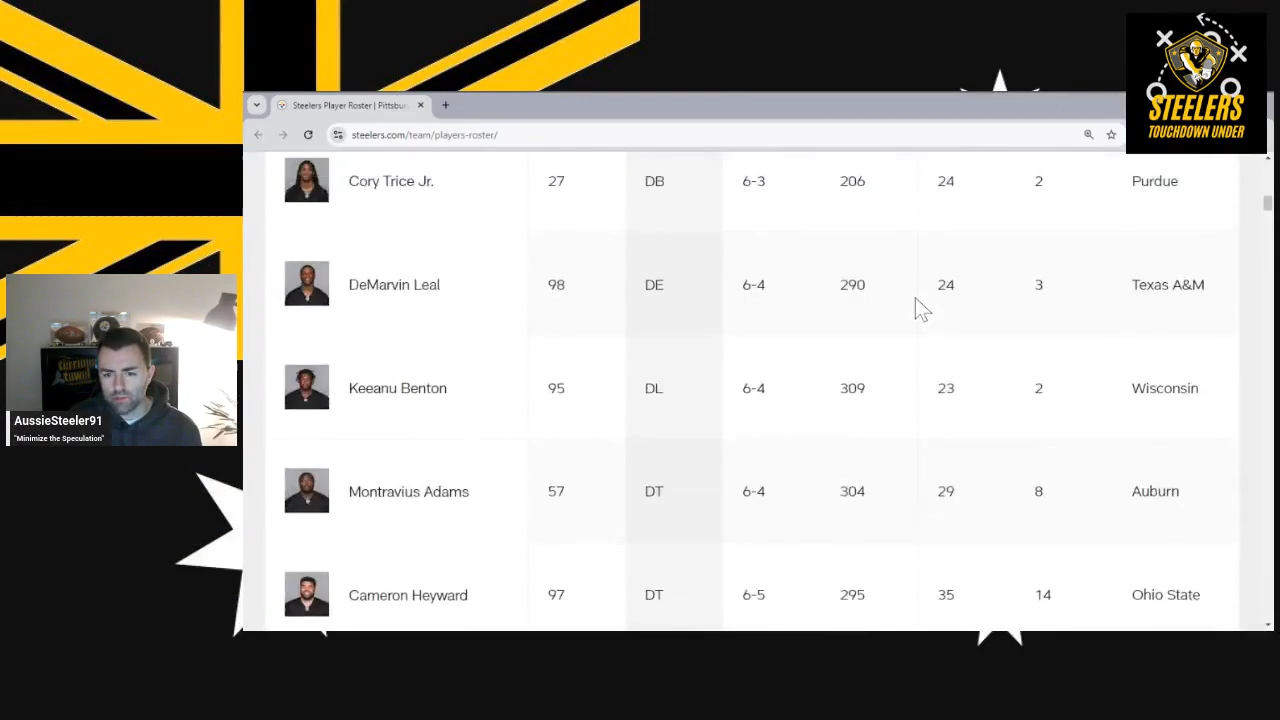 Steelers Player Roster | Pittsbur
steelers.com/team/players-roster/
STEELERS
TOUCHDOWN UNDER
Cory Trice Jr. 27 DB 6-3 206 24 2 Purdue
DeMarvin Leal 98 DE 6-4 290 24 3 Texas A&M
Keeanu Benton 95 DL 6-4 309 23 2 Wisconsin
Montravius Adams 57 DT 6-4 304 29 8 Auburn
Cameron Heyward 97 DT 6-5 295 35 14 Ohio State
AussieSteeler91
"Minimize the Speculation"